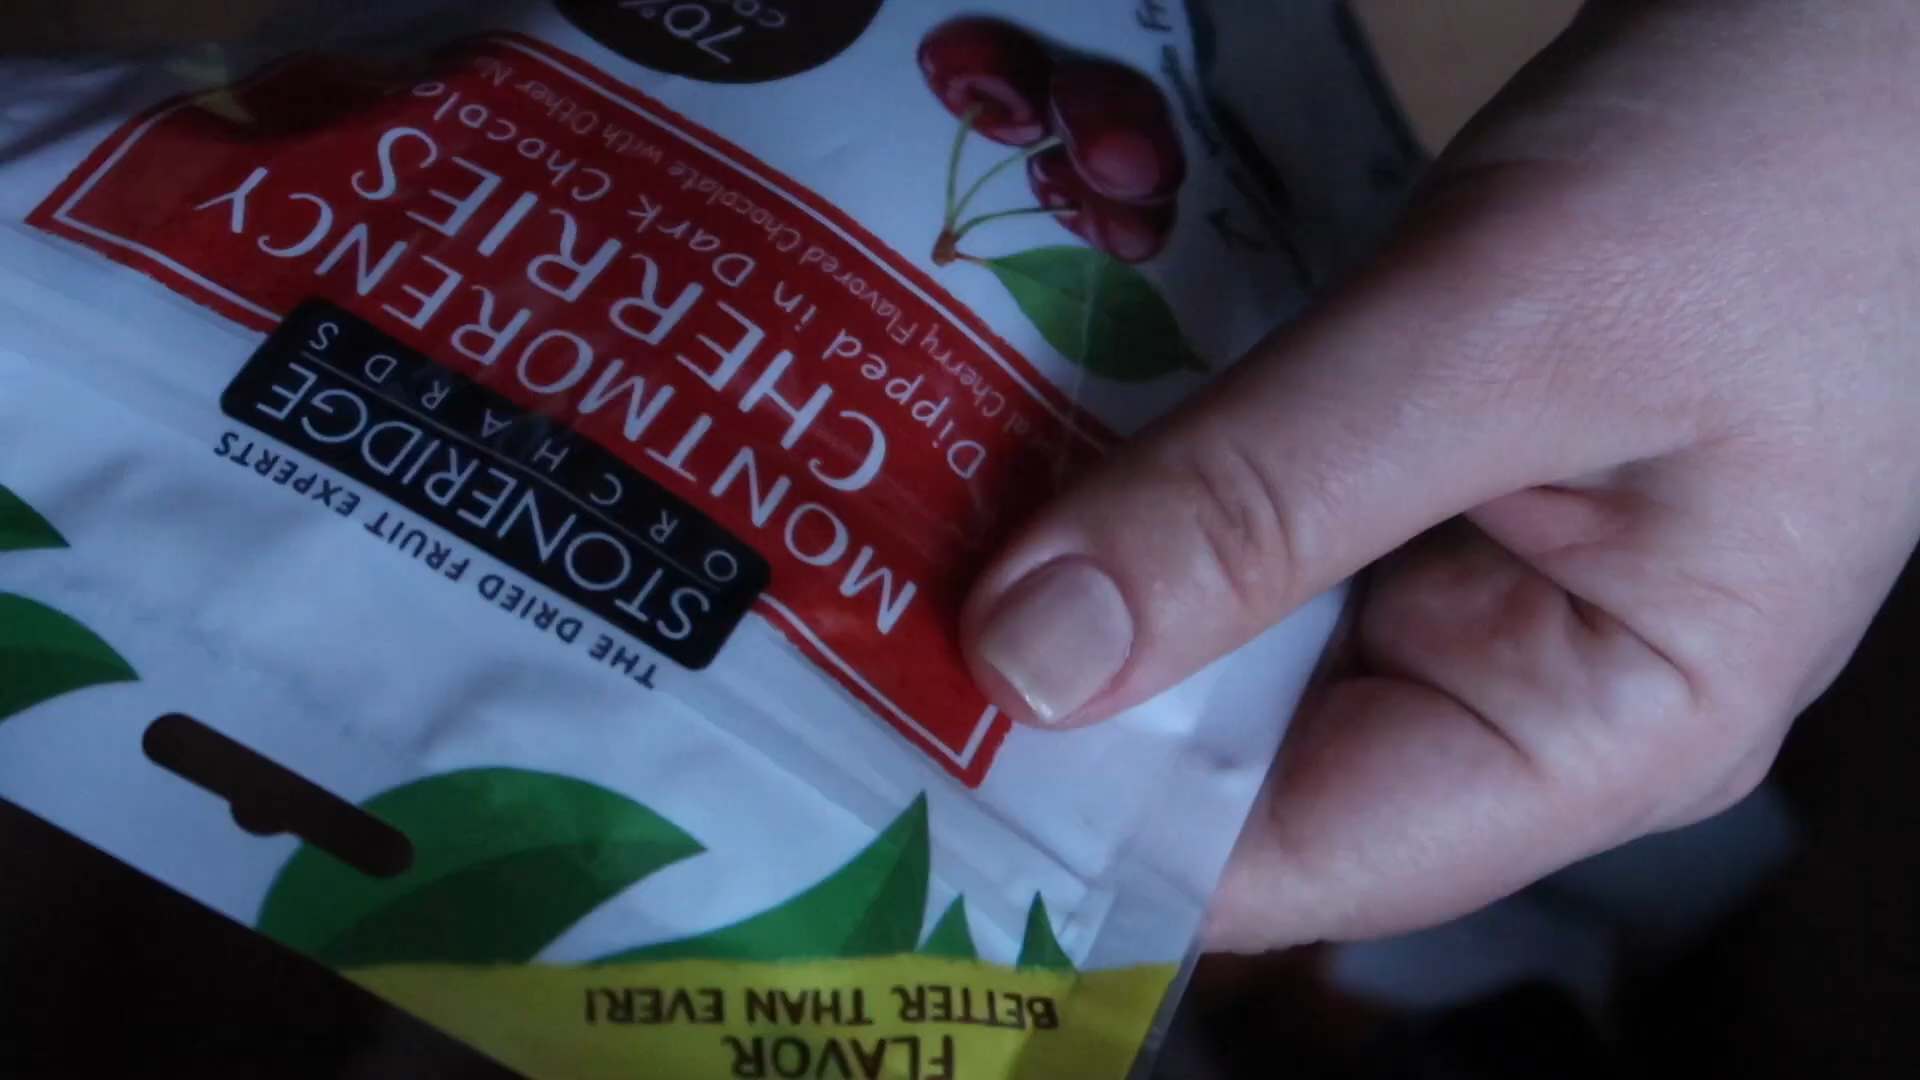 FLAVOR
BETTER THAN EVER!
THE DRIED FRUIT EXPERTS
STONERIDGE
ORCHARDS
MONTMORENCY
CHERRIES
Dipped in Dark
Cherry Flavored Chocolate with Other
70%